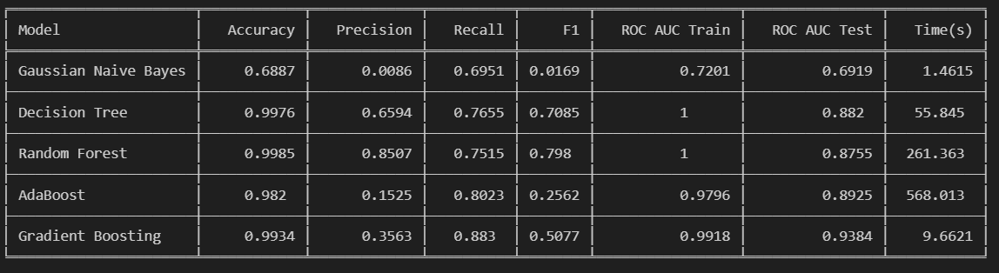 Model Accuracy Precision Recall F1 ROC AUC Train ROC AUC Test Time(s)
Gaussian Naive Bayes 0.6887 0.0086 0.6951 0.0169 0.7201 0.6919 1.4615
Decision Tree 0.9976 0.6594 0.7655 0.7085 1 0.882 55.845
Random Forest 0.9985 0.8507 0.7515 0.798 1 0.8755 261.363
AdaBoost 0.982 0.1525 0.8023 0.2562 0.9796 0.8925 568.013
Gradient Boosting 0.9934 0.3563 0.883 0.5077 0.9918 0.9384 9.6621